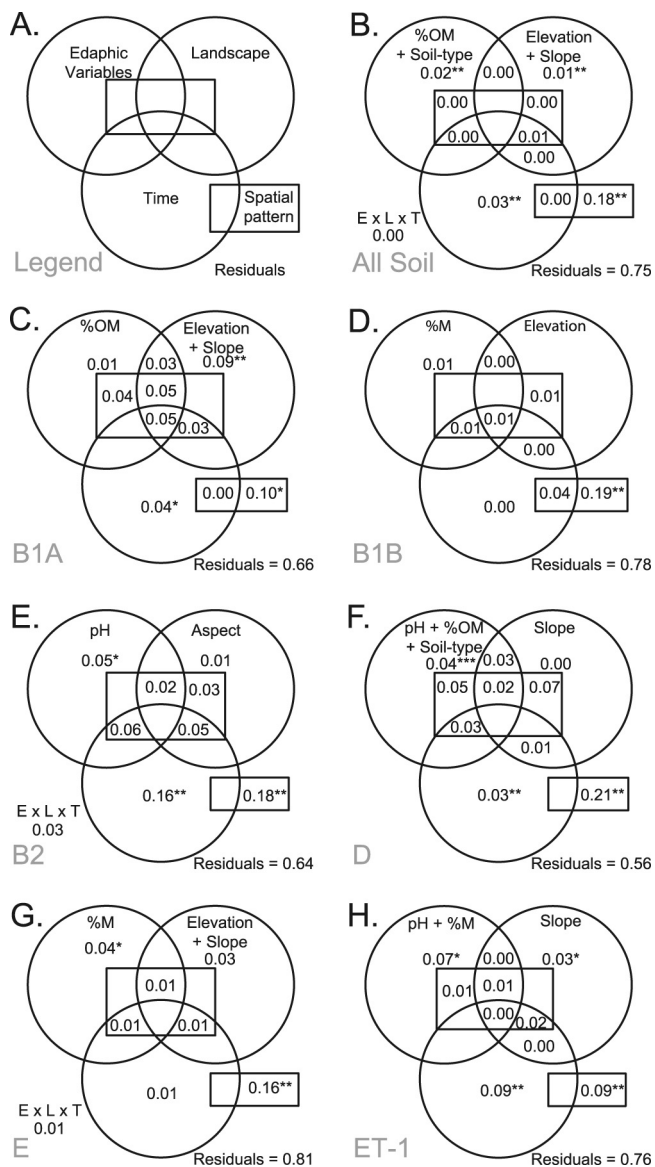 A.
Edaphic
Variables
Landscape
Time
Spatial
pattern
Legend
Residuals
B.
%OM
+ Soil-type
0.02**
0.00
Elevation
+ Slope
0.01**
0.00
0.00
0.00
0.01
0.00
0.03**
0.00
0.18**
E x L x T
0.00
All Soil
Residuals = 0.75
C.
%OM
Elevation
+ Slope
0.01
0.03
0.09**
0.04
0.05
0.05
0.03
0.04*
0.00
0.10*
B1A
Residuals = 0.66
D.
%M
Elevation
0.01
0.00
0.01
0.01
0.01
0.00
0.00
0.04
0.19**
B1B
Residuals = 0.78
E.
pH
Aspect
0.05*
0.01
0.02
0.03
0.06
0.05
0.16**
0.18**
E x L x T
0.03
B2
Residuals = 0.64
F.
pH + %OM
+ Soil-type
Slope
0.04***
0.03
0.00
0.05
0.02
0.07
0.03
0.01
0.03**
0.21**
D
Residuals = 0.56
G.
%M
Elevation
+ Slope
0.04*
0.03
0.01
0.01
0.01
0.01
0.16**
E x L x T
0.01
E
Residuals = 0.81
H.
pH + %M
Slope
0.07*
0.00
0.03*
0.01
0.01
0.00
0.02
0.00
0.09**
0.09**
ET-1
Residuals = 0.76